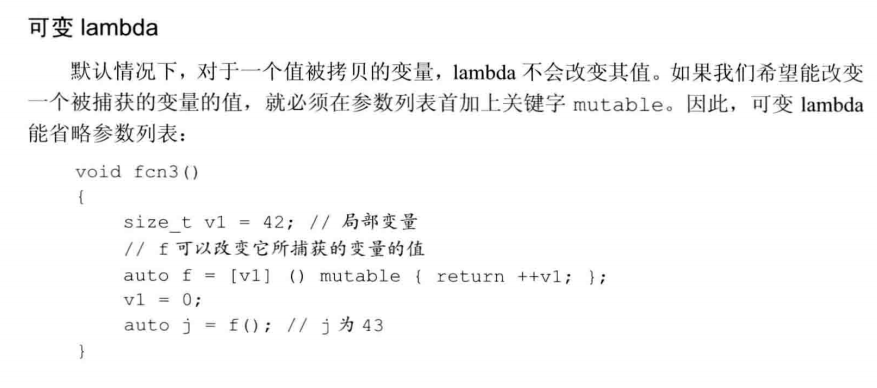 可变 lambda
默认情况下，对于一个值被拷贝的变量，lambda 不会改变其值。如果我们希望能改变
一个被捕获的变量的值，就必须在参数列表首加上关键字 mutable。因此，可变 lambda
能省略参数列表：
void fcn3()
{
size_t v1 = 42; // 局部变量
// f 可以改变它所捕获的变量的值
auto f = [v1] () mutable { return ++v1; };
v1 = 0;
auto j = f(); // j 为 43
}